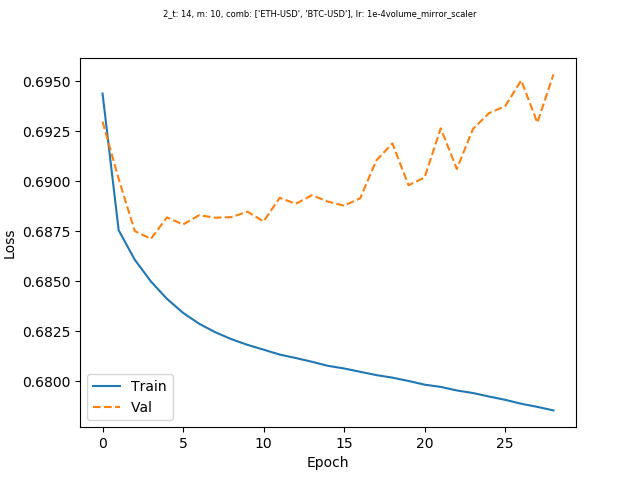 2_t: 14, m: 10, comb: ['ETH-USD', 'BTC-USD'], lr: 1e-4volume_mirror_scaler
0.6950
0.6925
0.6900
0.6875
0.6850
0.6825
0.6800
Loss
Train
Val
0 5 10 15 20 25
Epoch